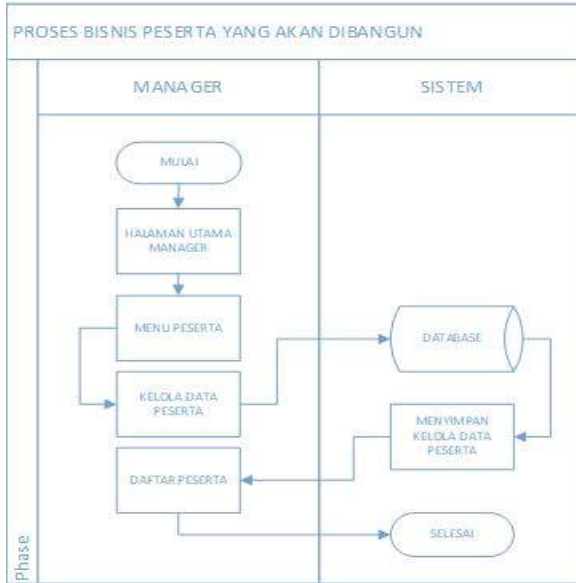 PROSES BISNIS PESERTA YANG AKAN DIBANGUN
MANAGER
SISTEM
MULAI
HALAMAN UTAMA
MANAGER
MENU PESERTA
DATABASE
KELOLA DATA
PESERTA
MENYIMPAN
KELOLA DATA
PESERTA
DAFTAR PESERTA
SELESAI
Phase